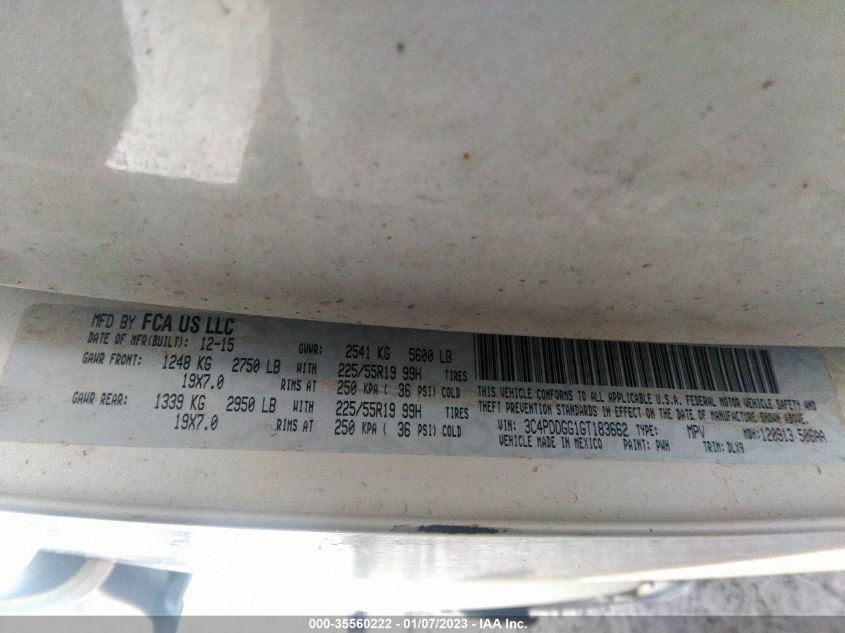 MFD BY FCA US LLC
DATE OF MFR(BUILT): 12-15 GVWR: 2541 KG 5600 LB
GAWR FRONT: 1248 KG 2750 LB WITH 225/55R19 99H TIRES
19X7.0 RIMS AT 250 KPA ( 36 PSI) COLD
GAWR REAR: 1339 KG 2950 LB WITH 225/55R19 99H TIRES
19X7.0 RIMS AT 250 KPA ( 36 PSI) COLD
THIS VEHICLE CONFORMS TO ALL APPLICABLE U.S.A. FEDERAL MOTOR VEHICLE SAFETY AND
THEFT PREVENTION STANDARDS IN EFFECT ON THE DATE OF MANUFACTURE SHOWN ABOVE.
VIN: 3C4PDDGG1GT183662 TYPE: MPV MDH:120913 506AA
VEHICLE MADE IN MEXICO PAINT: PWH TRIM: DLX9
000-35560222 - 01/07/2023 - IAA Inc.